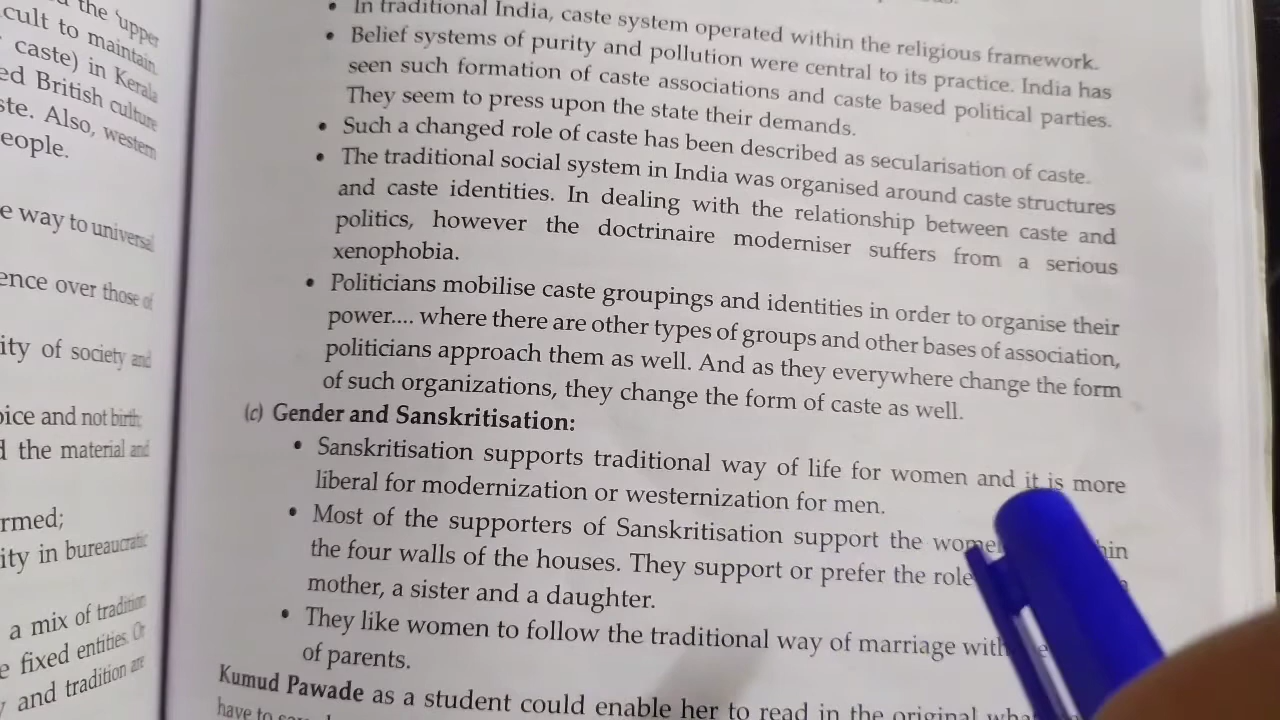 the 'upper
cult to maintain
caste) in Kerala
ed British culture
ste. Also, western
eople.
e way to universal
ence over those of
ity of society and
oice and not birth;
d the material and
rmed;
ity in bureaucratic
a mix of tradition
e fixed entities. Or
and tradition are
• In traditional India, caste system operated within the religious framework.
• Belief systems of purity and pollution were central to its practice. India has
seen such formation of caste associations and caste based political parties.
They seem to press upon the state their demands.
• Such a changed role of caste has been described as secularisation of caste.
• The traditional social system in India was organised around caste structures
and caste identities. In dealing with the relationship between caste and
politics, however the doctrinaire moderniser suffers from a serious
xenophobia.
• Politicians mobilise caste groupings and identities in order to organise their
power.... where there are other types of groups and other bases of association,
politicians approach them as well. And as they everywhere change the form
of such organizations, they change the form of caste as well.
(c) Gender and Sanskritisation:
• Sanskritisation supports traditional way of life for women and it is more
liberal for modernization or westernization for men.
• Most of the supporters of Sanskritisation support the
the four walls of the houses. They support or prefer the role
mother, a sister and a daughter.
• They like women to follow the traditional way of marriage
of parents.
Kumud Pawade as a student could enable her to read in the original
have to